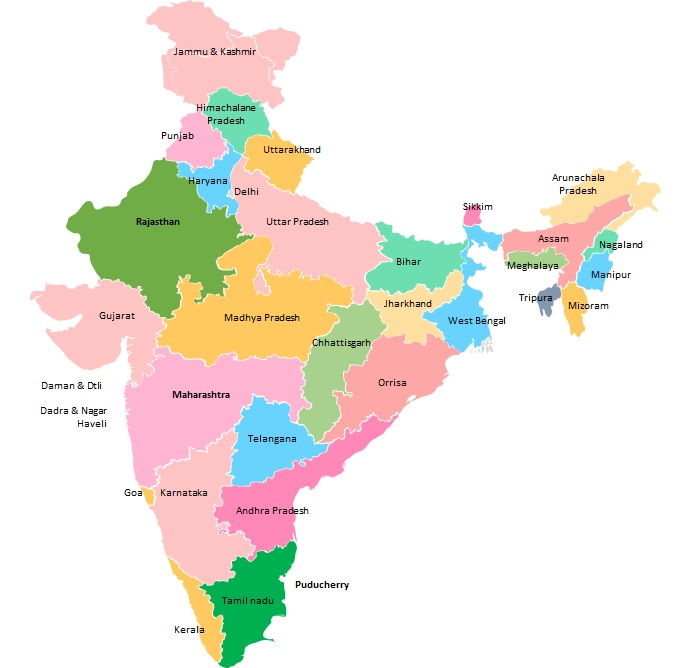 Jammu & Kashmir
Himachalane
Pradesh
Punjab
Uttarakhand
Haryana
Delhi
Arunachala
Pradesh
Sikkim
Rajasthan
Uttar Pradesh
Assam
Nagaland
Bihar
Meghalaya
Manipur
Tripura
Mizoram
Jharkhand
Gujarat
Madhya Pradesh
West Bengal
Chhattisgarh
Daman & Dtli
Orrisa
Maharashtra
Dadra & Nagar
Haveli
Telangana
Goa
Karnataka
Andhra Pradesh
Puducherry
Tamil nadu
Kerala